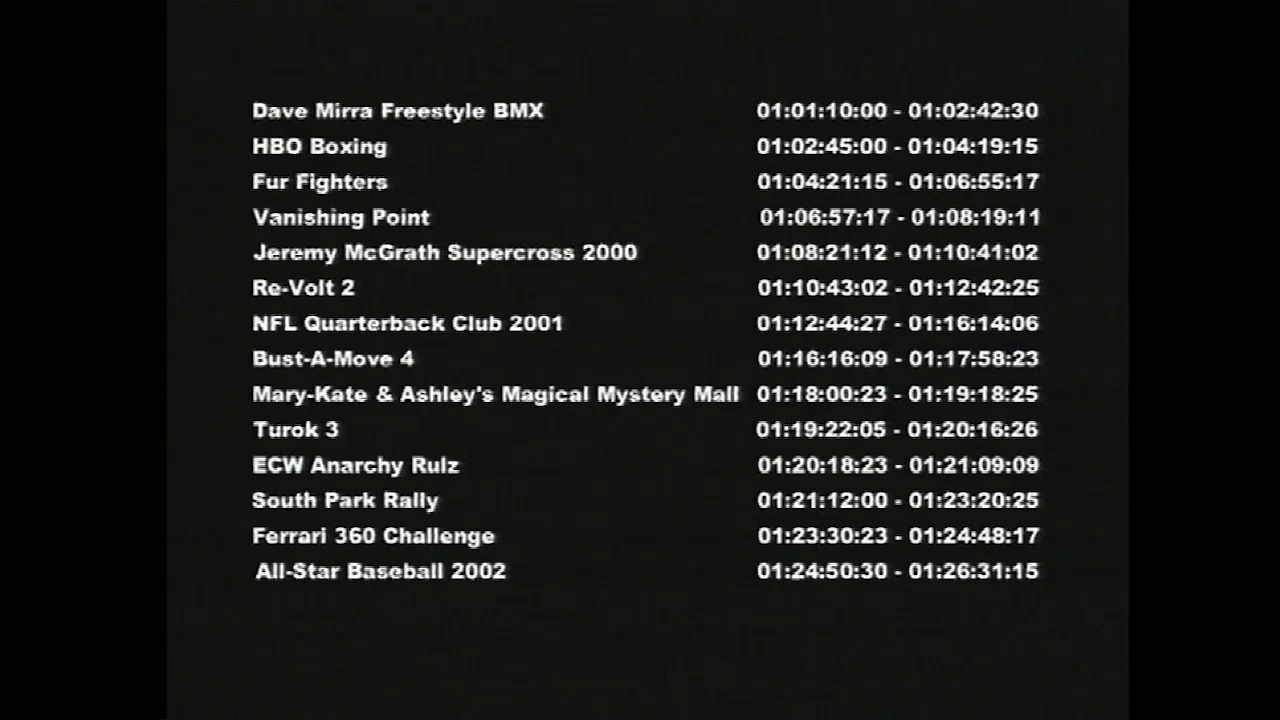 Dave Mirra Freestyle BMX 01:01:10:00 - 01:02:42:30
HBO Boxing 01:02:45:00 - 01:04:19:15
Fur Fighters 01:04:21:15 - 01:06:55:17
Vanishing Point 01:06:57:17 - 01:08:19:11
Jeremy McGrath Supercross 2000 01:08:21:12 - 01:10:41:02
Re-Volt 2 01:10:43:02 - 01:12:42:25
NFL Quarterback Club 2001 01:12:44:27 - 01:16:14:06
Bust-A-Move 4 01:16:16:09 - 01:17:58:23
Mary-Kate & Ashley's Magical Mystery Mall 01:18:00:23 - 01:19:18:25
Turok 3 01:19:22:05 - 01:20:16:26
ECW Anarchy Rulz 01:20:18:23 - 01:21:09:09
South Park Rally 01:21:12:00 - 01:23:20:25
Ferrari 360 Challenge 01:23:30:23 - 01:24:48:17
All-Star Baseball 2002 01:24:50:30 - 01:26:31:15